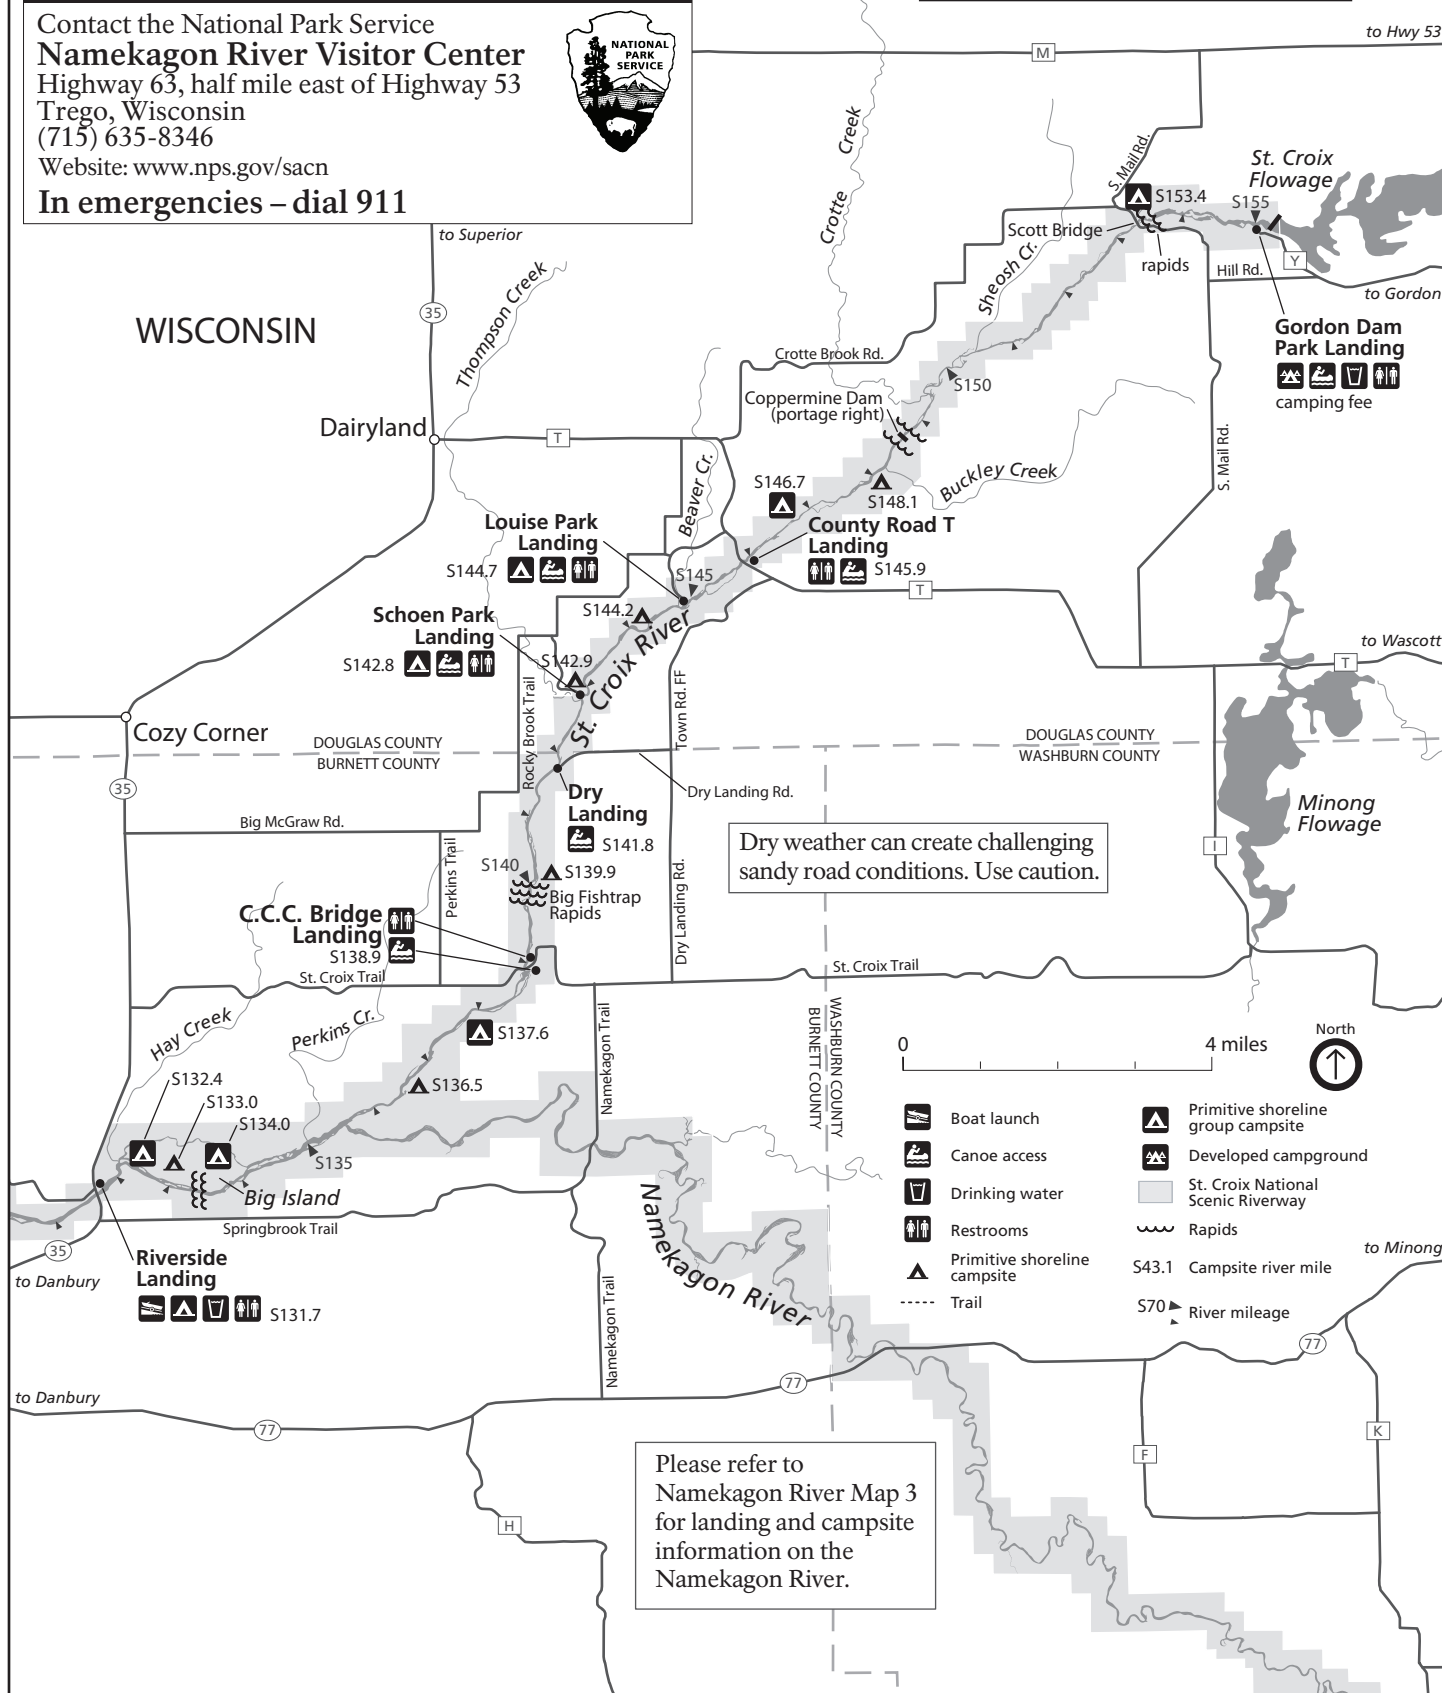 Contact the National Park Service
Namekagon River Visitor Center
Highway 63, half mile east of Highway 53
Trego, Wisconsin
(715) 635-8346
Website: www.nps.gov/sacn
In emergencies – dial 911
NATIONAL
PARK
SERVICE
to Hwy 53
M
S. Mail Rd.
St. Croix
Flowage
S153.4
S155
Scott Bridge
rapids
Hill Rd.
Y
to Gordon
Gordon Dam
Park Landing
camping fee
Crotte
Creek
Sheosh Cr.
to Superior
35
Thompson Creek
WISCONSIN
Crotte Brook Rd.
S150
Coppermine Dam
(portage right)
Dairyland
T
Beaver Cr.
S146.7
S148.1
Buckley Creek
S. Mail Rd.
Louise Park
Landing
S144.7
County Road T
Landing
S145.9
S145
T
S144.2
Schoen Park
Landing
S142.8
S142.9
St. Croix River
to Wascott
T
Cozy Corner
Rocky Brook Trail
Town Rd. FF
DOUGLAS COUNTY
BURNETT COUNTY
DOUGLAS COUNTY
WASHBURN COUNTY
35
Dry
Landing
S141.8
Dry Landing Rd.
Minong
Flowage
Big McGraw Rd.
Dry weather can create challenging
sandy road conditions. Use caution.
I
Perkins Trail
S140
S139.9
Big Fishtrap
Rapids
Dry Landing Rd.
C.C.C. Bridge
Landing
S138.9
St. Croix Trail
St. Croix Trail
Hay Creek
Perkins Cr.
S137.6
Namekagon Trail
WASHBURN COUNTY
BURNETT COUNTY
S136.5
S132.4
S133.0
S134.0
S135
Big Island
Springbrook Trail
35
to Danbury
Riverside
Landing
S131.7
Namekagon River
Namekagon Trail
0
4 miles
North
Boat launch
Canoe access
Drinking water
Restrooms
Primitive shoreline
campsite
Trail
Primitive shoreline
group campsite
Developed campground
St. Croix National
Scenic Riverway
Rapids
S43.1 Campsite river mile
S70 River mileage
to Minong
77
77
to Danbury
77
F
K
H
Please refer to
Namekagon River Map 3
for landing and campsite
information on the
Namekagon River.